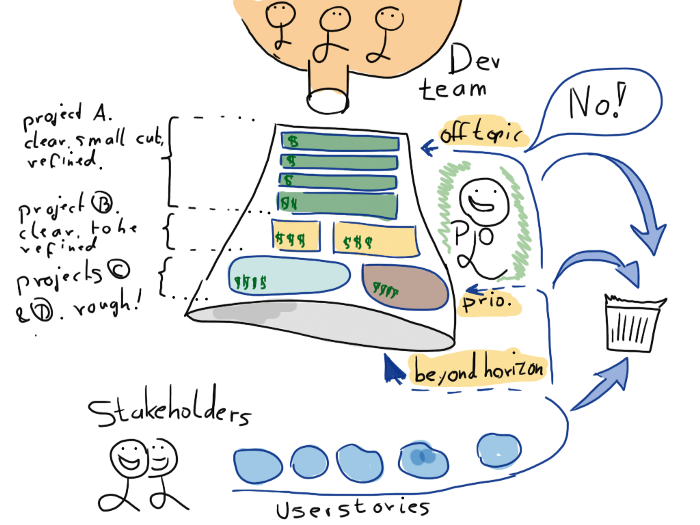 Dev
team
No!
project A.
clear, small cut,
refined.
off topic
$
$
$
$$
project B.
clear, to be
refined
PO
$$$
$$$
projects C
& D. rough!
$$$$
$$$$
prio.
beyond horizon
Stakeholders
Userstories